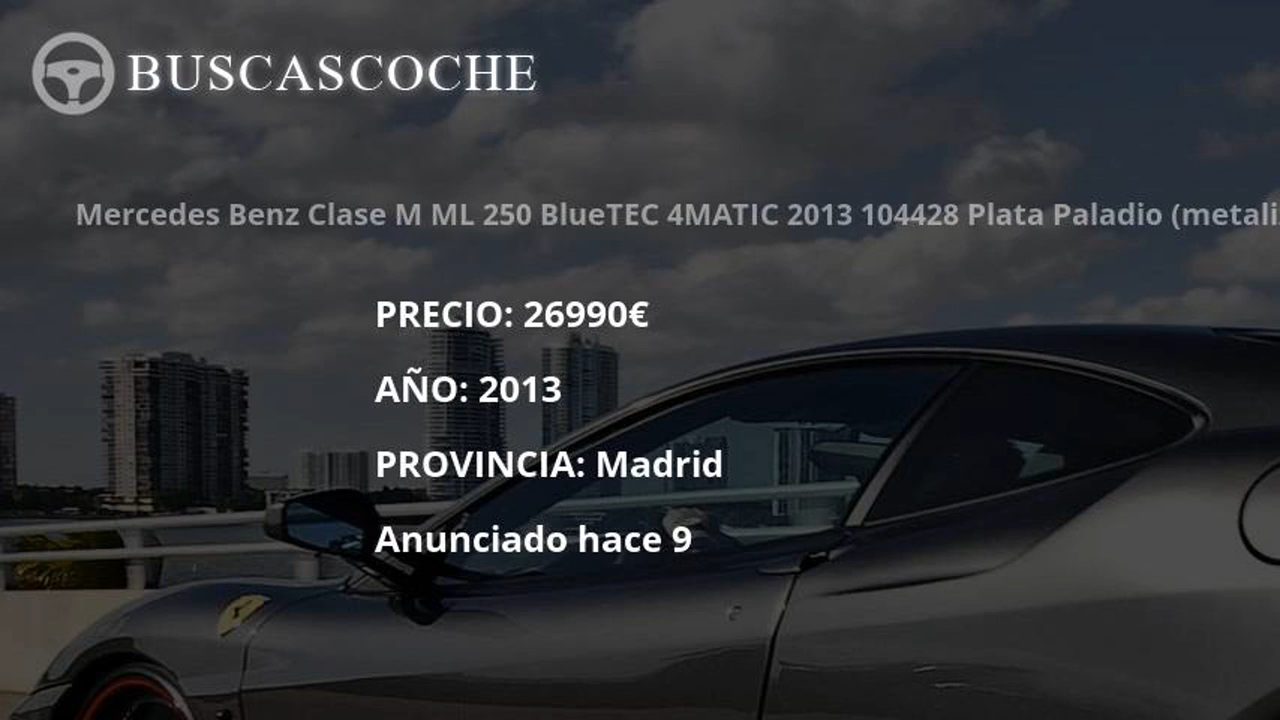 BUSCASCOCHE
Mercedes Benz Clase M ML 250 BlueTEC 4MATIC 2013 104428 Plata Paladio (metali
PRECIO: 26990€
AÑO: 2013
PROVINCIA: Madrid
Anunciado hace 9